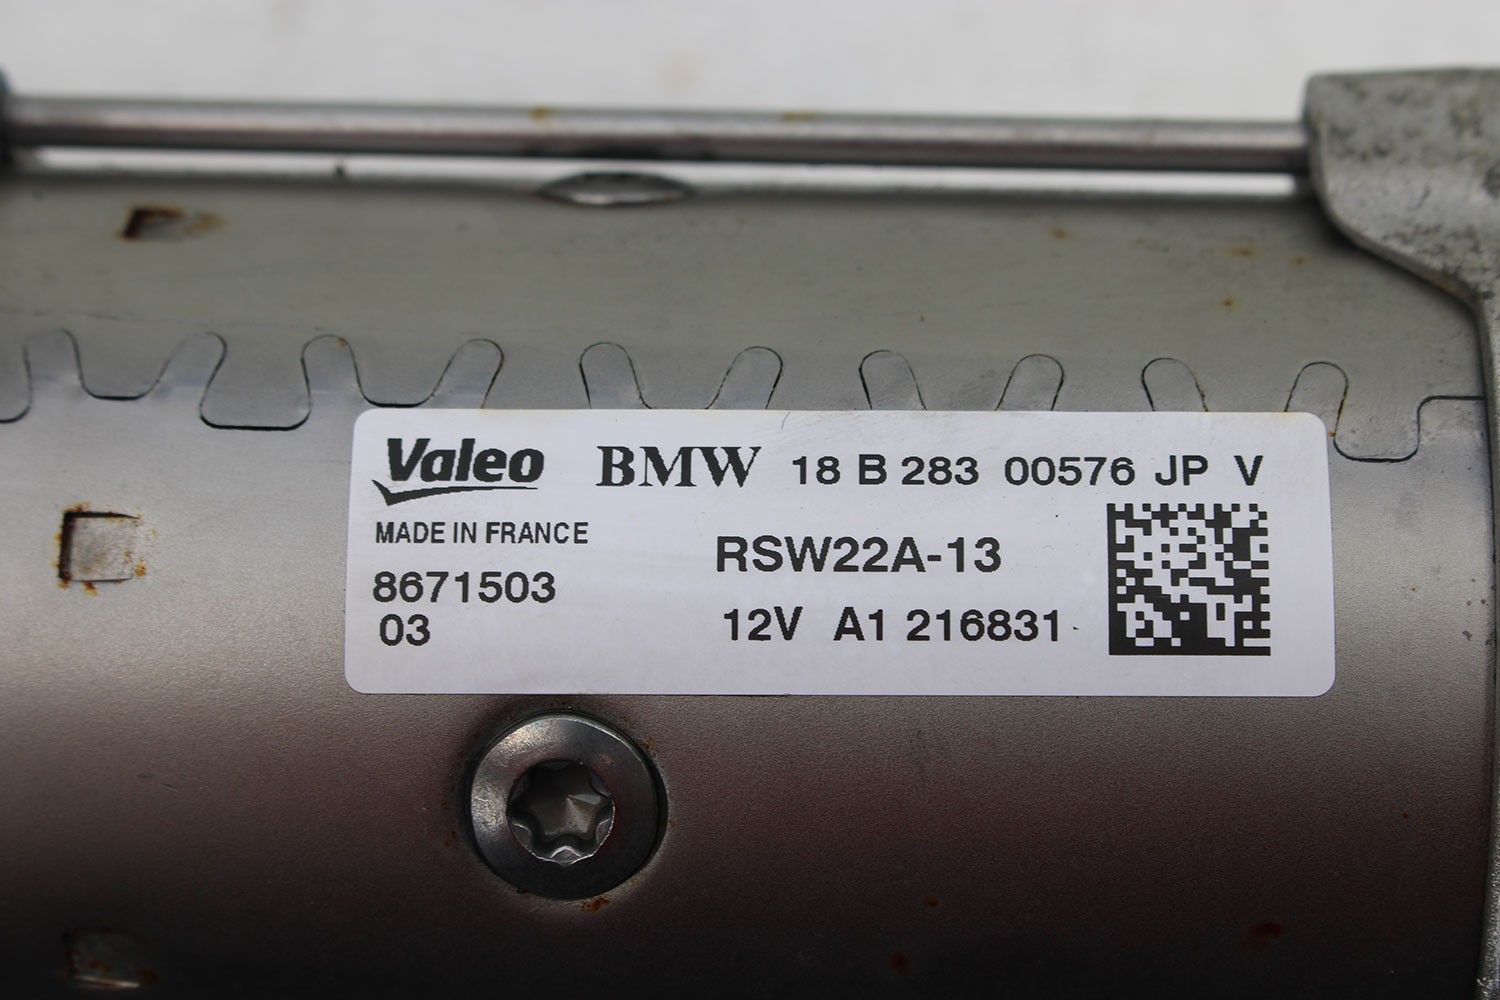 Valeo BMW 18 B 283 00576 JP V
MADE IN FRANCE
RSW22A-13
8671503
03
12V A1 216831